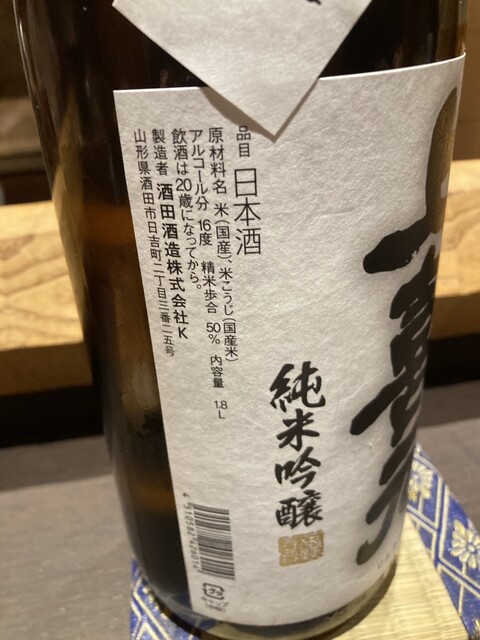 上喜元
純米吟醸
品目 日本酒
原材料名 米(国産)、米こうじ(国産米)
アルコール分 16度 精米歩合 50% 内容量 1.8L
飲酒は20歳になってから。
製造者 酒田酒造株式会社K
山形県酒田市日吉町二丁目三番二五号